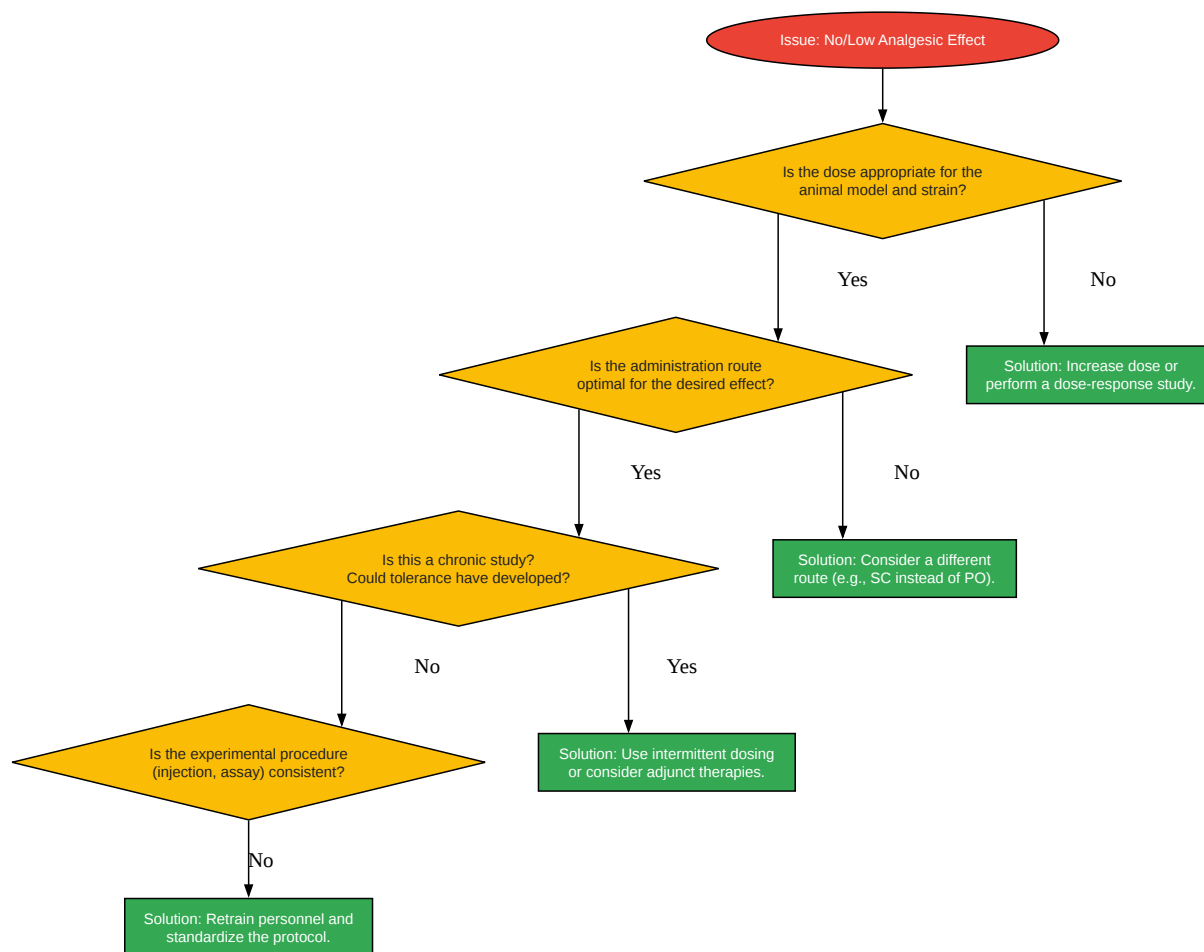 Issue: No/Low Analgesic Effect
Is the dose appropriate for the
animal model and strain?
Yes
No
Is the administration route
optimal for the desired effect?
Solution: Increase dose or
perform a dose-response study.
Yes
No
Is this a chronic study?
Could tolerance have developed?
Solution: Consider a different
route (e.g., SC instead of PO).
No
Yes
Is the experimental procedure
(injection, assay) consistent?
Solution: Use intermittent dosing
or consider adjunct therapies.
No
Solution: Retrain personnel and
standardize the protocol.